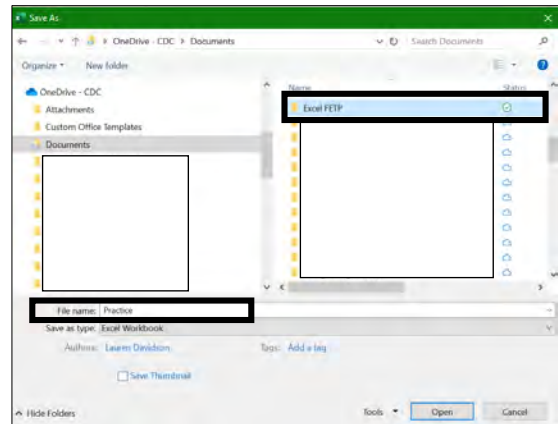 Save As
OneDrive - CDC > Documents
Search Documents
Organize
New folder
OneDrive - CDC
Attachments
Custom Office Templates
Documents
Name
Status
Excel FETP
File name: Practice
Save as type: Excel Workbook
Authors: Lauren Davidson
Tags: Add a tag
Save Thumbnail
Hide Folders
Tools
Open
Cancel